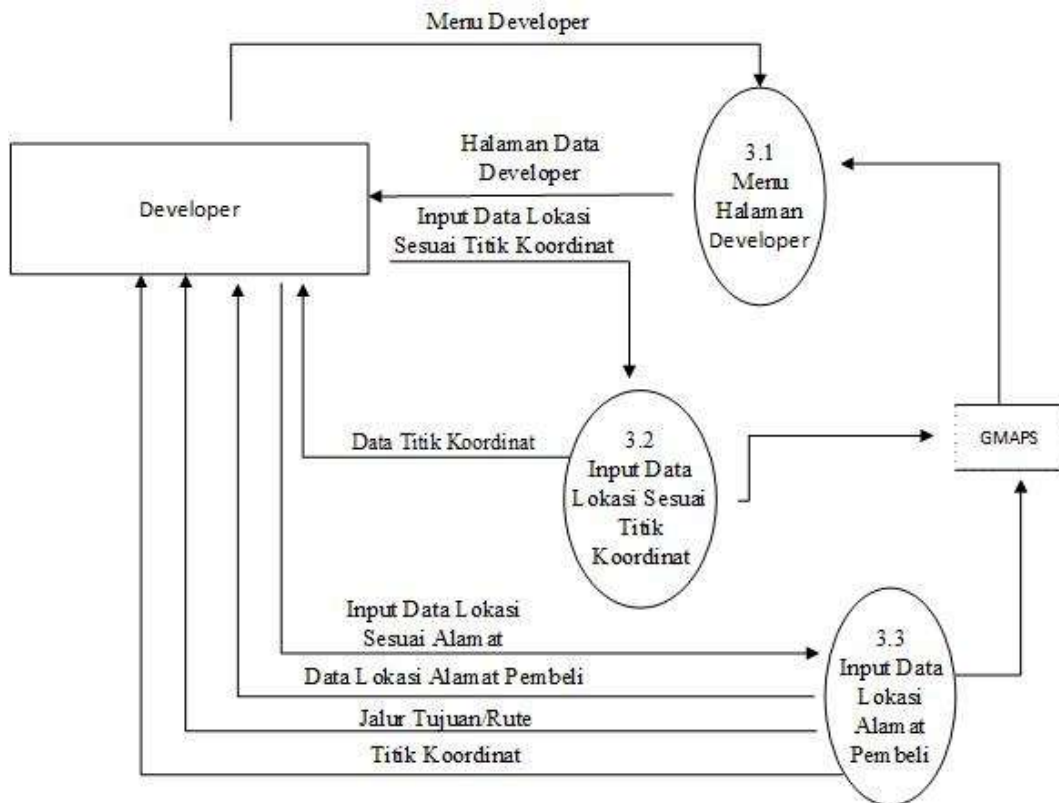 Menu Developer
Halaman Data
Developer
3.1
Menu
Halaman
Developer
Developer
Input Data Lokasi
Sesuai Titik Koordinat
Data Titik Koordinat
3.2
Input Data
Lokasi Sesuai
Titik
Koordinat
GMAPS
Input Data Lokasi
Sesuai Alamat
3.3
Input Data
Lokasi
Alamat
Pembeli
Data Lokasi Alamat Pembeli
Jalur Tujuan/Rute
Titik Koordinat